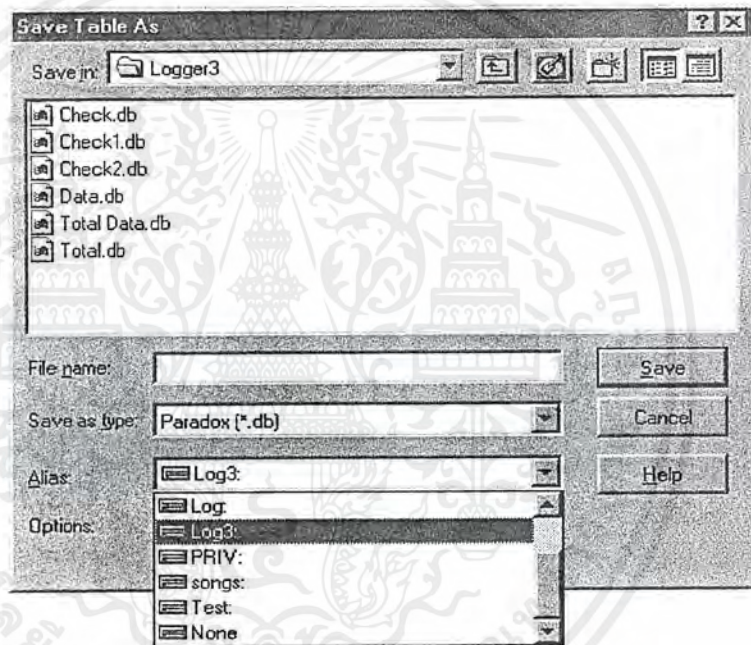 Save Table As
Save in: Logger3
Check.db
Check1.db
Check2.db
Data.db
Total Data.db
Total.db
File name:
Save
Save as type: Paradox (*.db)
Cancel
Alias: Log3:
Help
Options:
Log:
Log3:
PRIV:
songs:
Test:
None